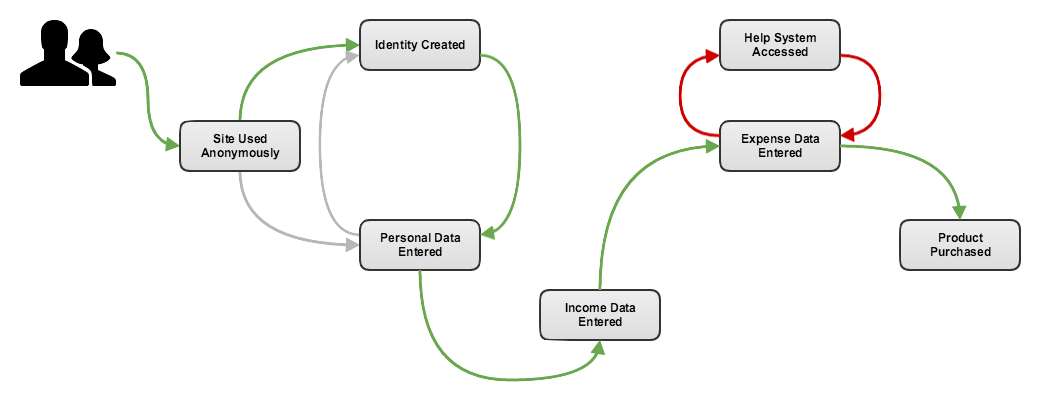 Identity Created
Help System
Accessed
Site Used
Anonymously
Expense Data
Entered
Personal Data
Entered
Product
Purchased
Income Data
Entered